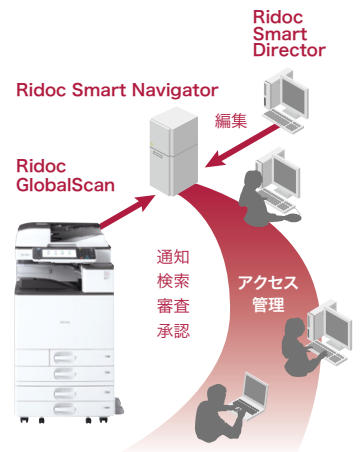 Ridoc
Smart
Director
Ridoc Smart Navigator
編集
Ridoc
GlobalScan
通知
検索
審査
承認
アクセス
管理